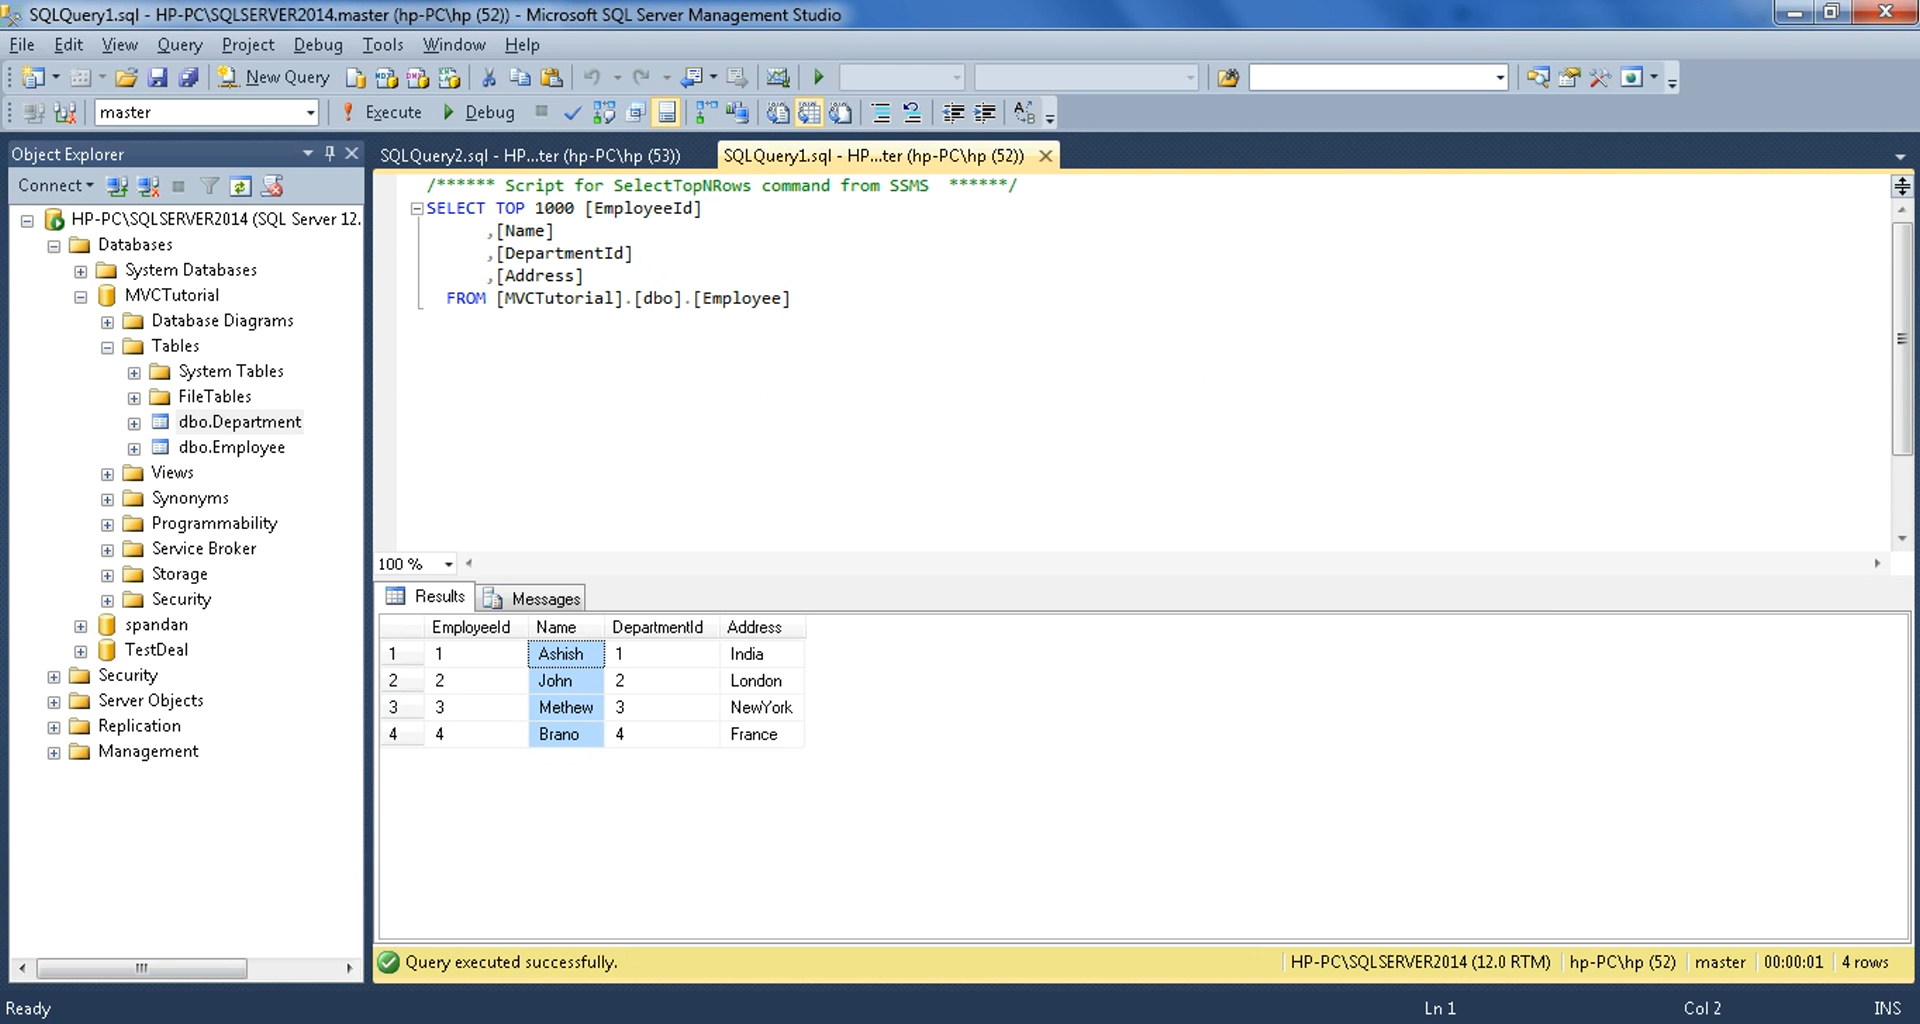 SQLQuery1.sql - HP-PC\SQLSERVER2014.master (hp-PC\hp (52)) - Microsoft SQL Server Management Studio
File Edit View Query Project Debug Tools Window Help
New Query
master Execute Debug
Object Explorer
Connect
HP-PC\SQLSERVER2014 (SQL Server 12.
Databases
System Databases
MVCTutorial
Database Diagrams
Tables
System Tables
FileTables
dbo.Department
dbo.Employee
Views
Synonyms
Programmability
Service Broker
Storage
Security
spandan
TestDeal
Security
Server Objects
Replication
Management
SQLQuery2.sql - HP...ter (hp-PC\hp (53)) SQLQuery1.sql - HP...ter (hp-PC\hp (52))
/****** Script for SelectTopNRows command from SSMS ******/
SELECT TOP 1000 [EmployeeId]
,[Name]
,[DepartmentId]
,[Address]
FROM [MVCTutorial].[dbo].[Employee]
100 %
Results Messages
EmployeeId Name DepartmentId Address
1 1 Ashish 1 India
2 2 John 2 London
3 3 Methew 3 NewYork
4 4 Brano 4 France
Query executed successfully. HP-PC\SQLSERVER2014 (12.0 RTM) hp-PC\hp (52) master 00:00:01 4 rows
Ready Ln 1 Col 2 INS